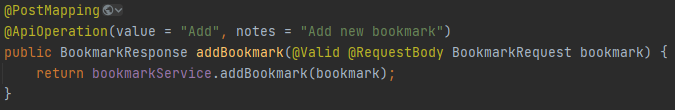 @PostMapping
@ApiOperation(value = "Add", notes = "Add new bookmark")
public BookmarkResponse addBookmark(@Valid @RequestBody BookmarkRequest bookmark) {
    return bookmarkService.addBookmark(bookmark);
}